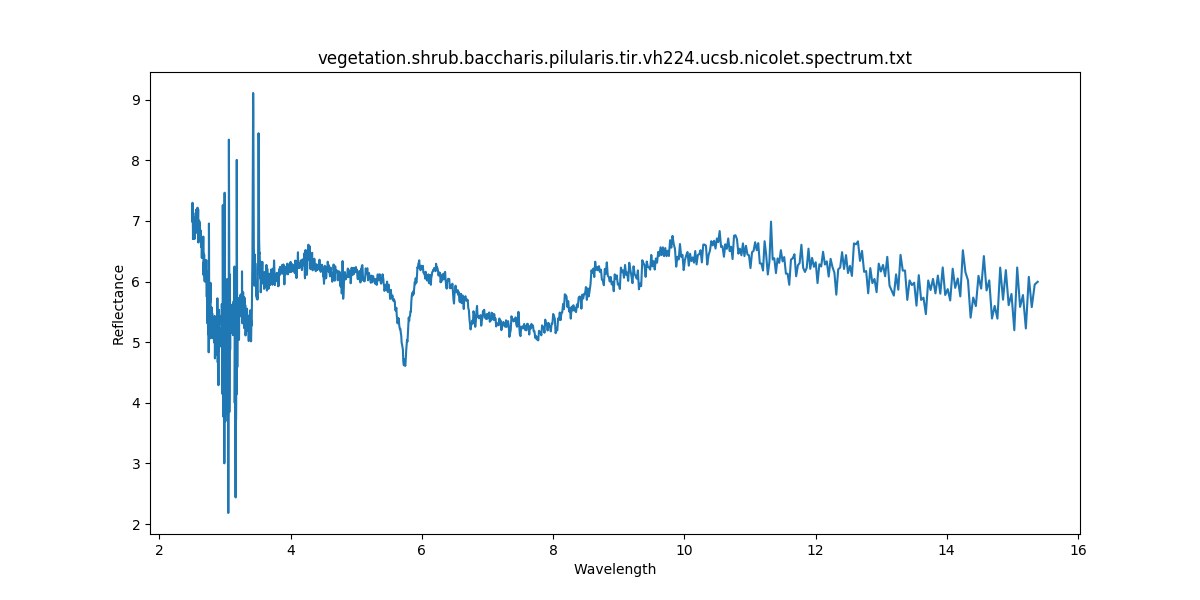 vegetation.shrub.baccharis.pilularis.tir.vh224.ucsb.nicolet.spectrum.txt
9
8
7
6
5
4
3
2
Reflectance
2 4 6 8 10 12 14 16
Wavelength